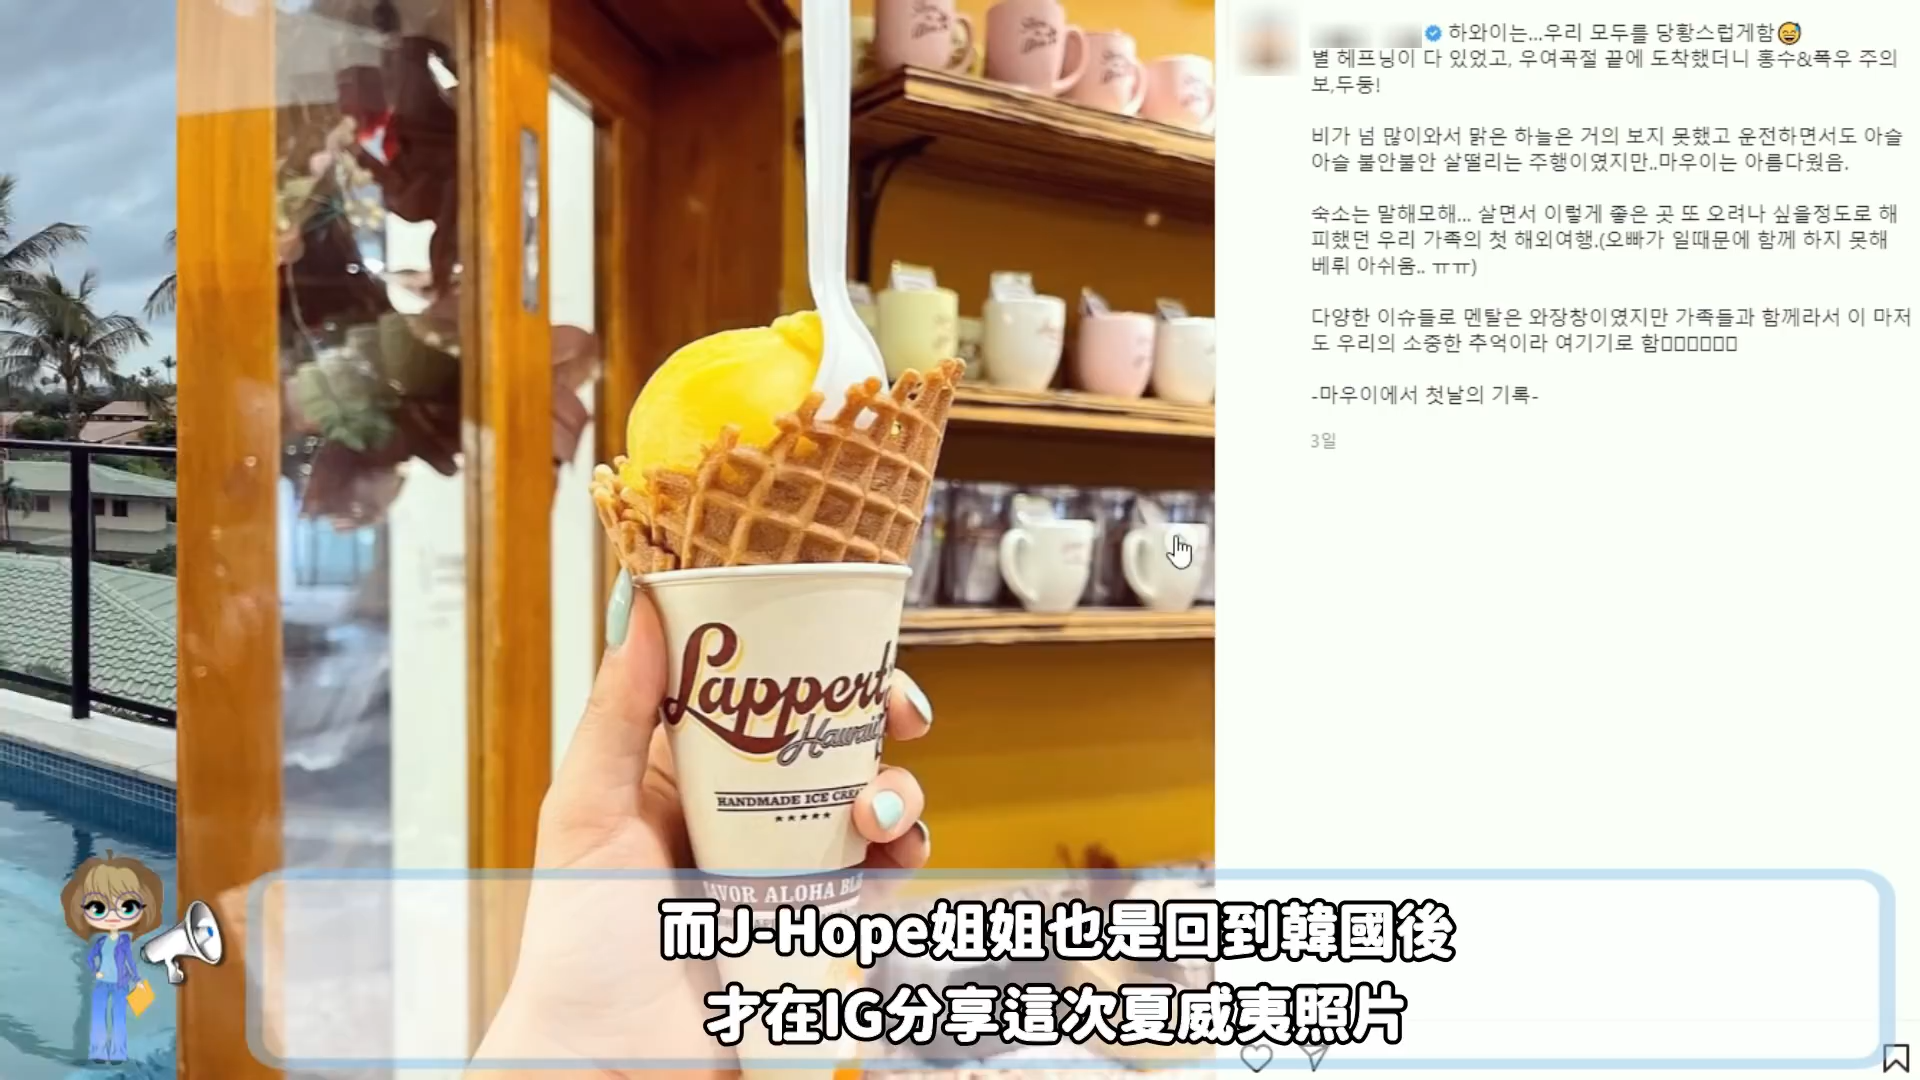 하와이는...우리 모두를 당황스럽게함😅
별 헤프닝이 다 있었고, 우여곡절 끝에 도착했더니 홍수&폭우 주의
보,두둥!
비가 넘 많이와서 맑은 하늘은 거의 보지 못했고 운전하면서도 아슬
아슬 불안불안 살떨리는 주행이였지만..마우이는 아름다웠음.
숙소는 말해모해... 살면서 이렇게 좋은 곳 또 오려나 싶을정도로 해
피했던 우리 가족의 첫 해외여행.(오빠가 일때문에 함께 하지 못해
베뤼 아쉬움.. ㅠㅠ)
다양한 이슈들로 멘탈은 와장창이였지만 가족들과 함께라서 이 마저
도 우리의 소중한 추억이라 여기기로 함▯▯▯▯▯▯
-마우이에서 첫날의 기록-
3일
Lappert's
Hawaii
HANDMADE ICE CREA
★★★★★
AVOR ALOHA BL
而J-Hope姐姐也是回到韓國後
才在IG分享這次夏威夷照片